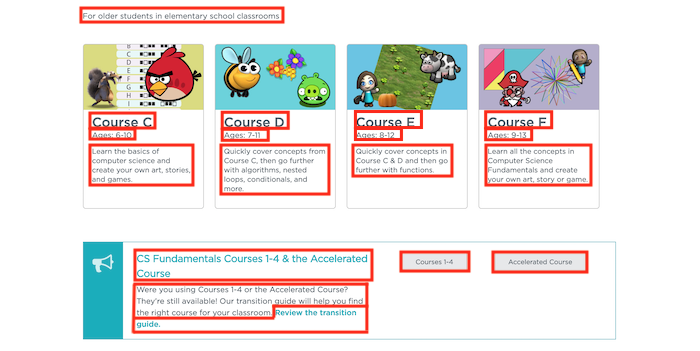 For older students in elementary school classrooms
B
C
D
E
F
G
H
I
Course C
Ages: 6-10
Learn the basics of
computer science and
create your own art, stories,
and games.
Course D
Ages: 7-11
Quickly cover concepts from
Course C, then go further
with algorithms, nested
loops, conditionals, and
more.
Course E
Ages: 8-12
Quickly cover concepts in
Course C & D and then go
further with functions.
Course F
Ages: 9-13
Learn all the concepts in
Computer Science
Fundamentals and create
your own art, story or game.
CS Fundamentals Courses 1-4 & the Accelerated
Course
Were you using Courses 1-4 or the Accelerated Course?
They're still available! Our transition guide will help you find
the right course for your classroom. Review the transition
guide.
Courses 1-4
Accelerated Course